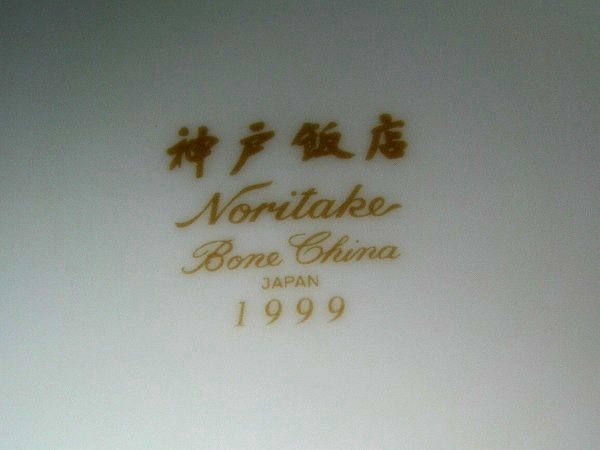 神戸飯店
Noritake
Bone China
JAPAN
1999